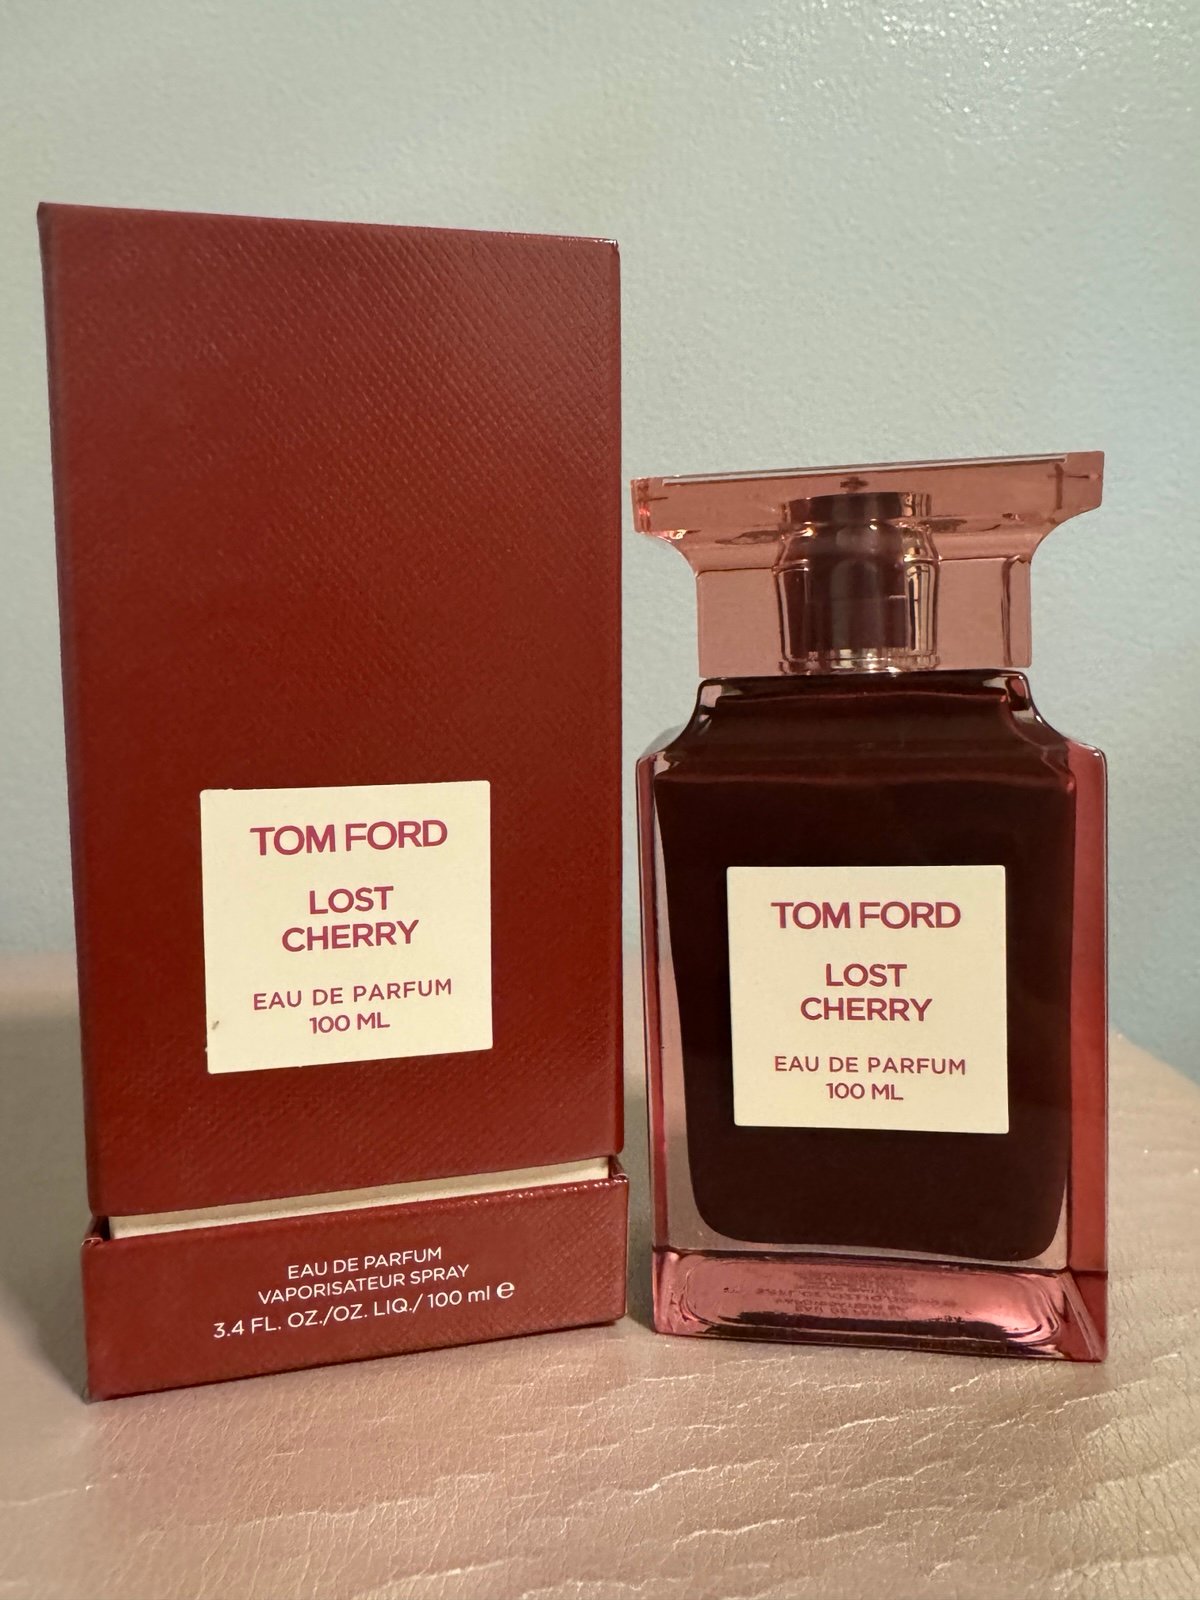 TOM FORD
LOST
CHERRY
EAU DE PARFUM
100 ML
EAU DE PARFUM
VAPORISATEUR SPRAY
3.4 FL. OZ./OZ. LIQ./ 100 ml ℮
TOM FORD
LOST
CHERRY
EAU DE PARFUM
100 ML